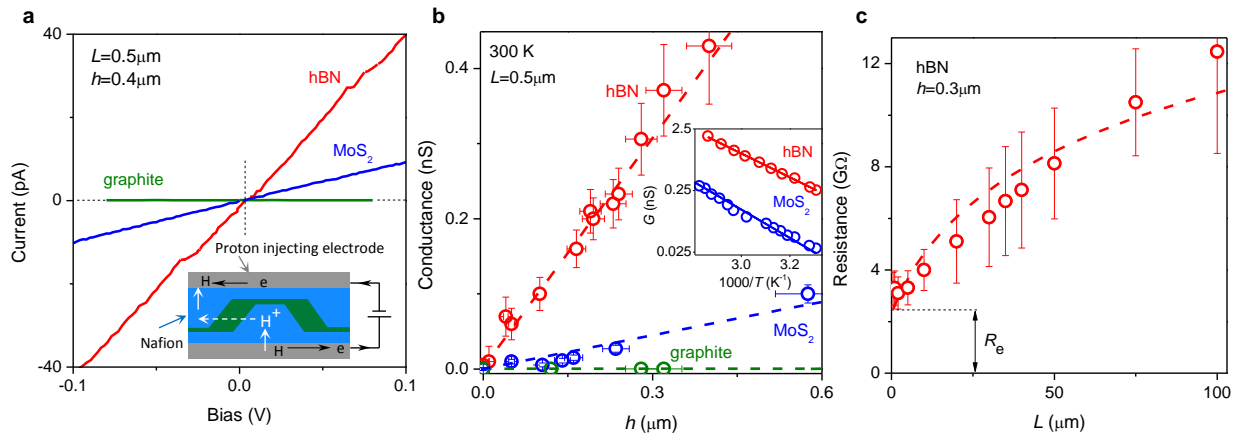 a
L=0.5μm
h=0.4μm
hBN
MoS₂
graphite
40
20
0
-20
-40
Current (pA)
-0.1
0.0
0.1
Bias (V)
Proton injecting electrode
H
e
H⁺
Nafion
H
e
b
300 K
L=0.5μm
hBN
MoS₂
graphite
0.4
0.2
0.0
Conductance (nS)
0.0
0.3
0.6
h (μm)
2.5
0.25
0.025
G (nS)
hBN
MoS₂
3.0
3.2
1000/T (K⁻¹)
c
hBN
h=0.3μm
12
8
4
0
Resistance (GΩ)
Rₑ
0
50
100
L (μm)